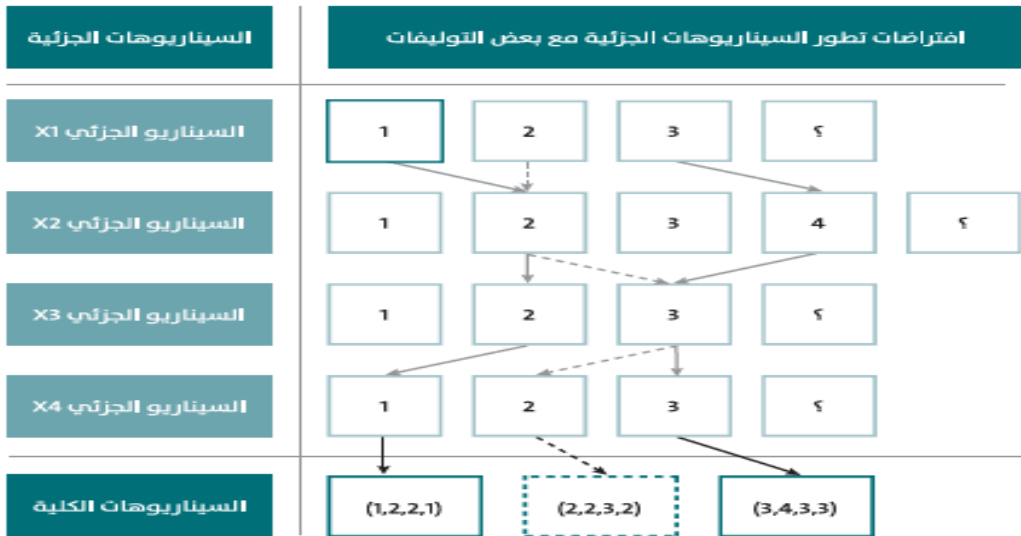 السيناريوهات الجزئية
افتراضات تطور السيناريوهات الجزئية مع بعض التوليفات
السيناريو الجزئي X1
1 2 3 ؟
السيناريو الجزئي X2
1 2 3 4 ؟
السيناريو الجزئي X3
1 2 3 ؟
السيناريو الجزئي X4
1 2 3 ؟
السيناريوهات الكلية
(1,2,2,1) (2,2,3,2) (3,4,3,3)